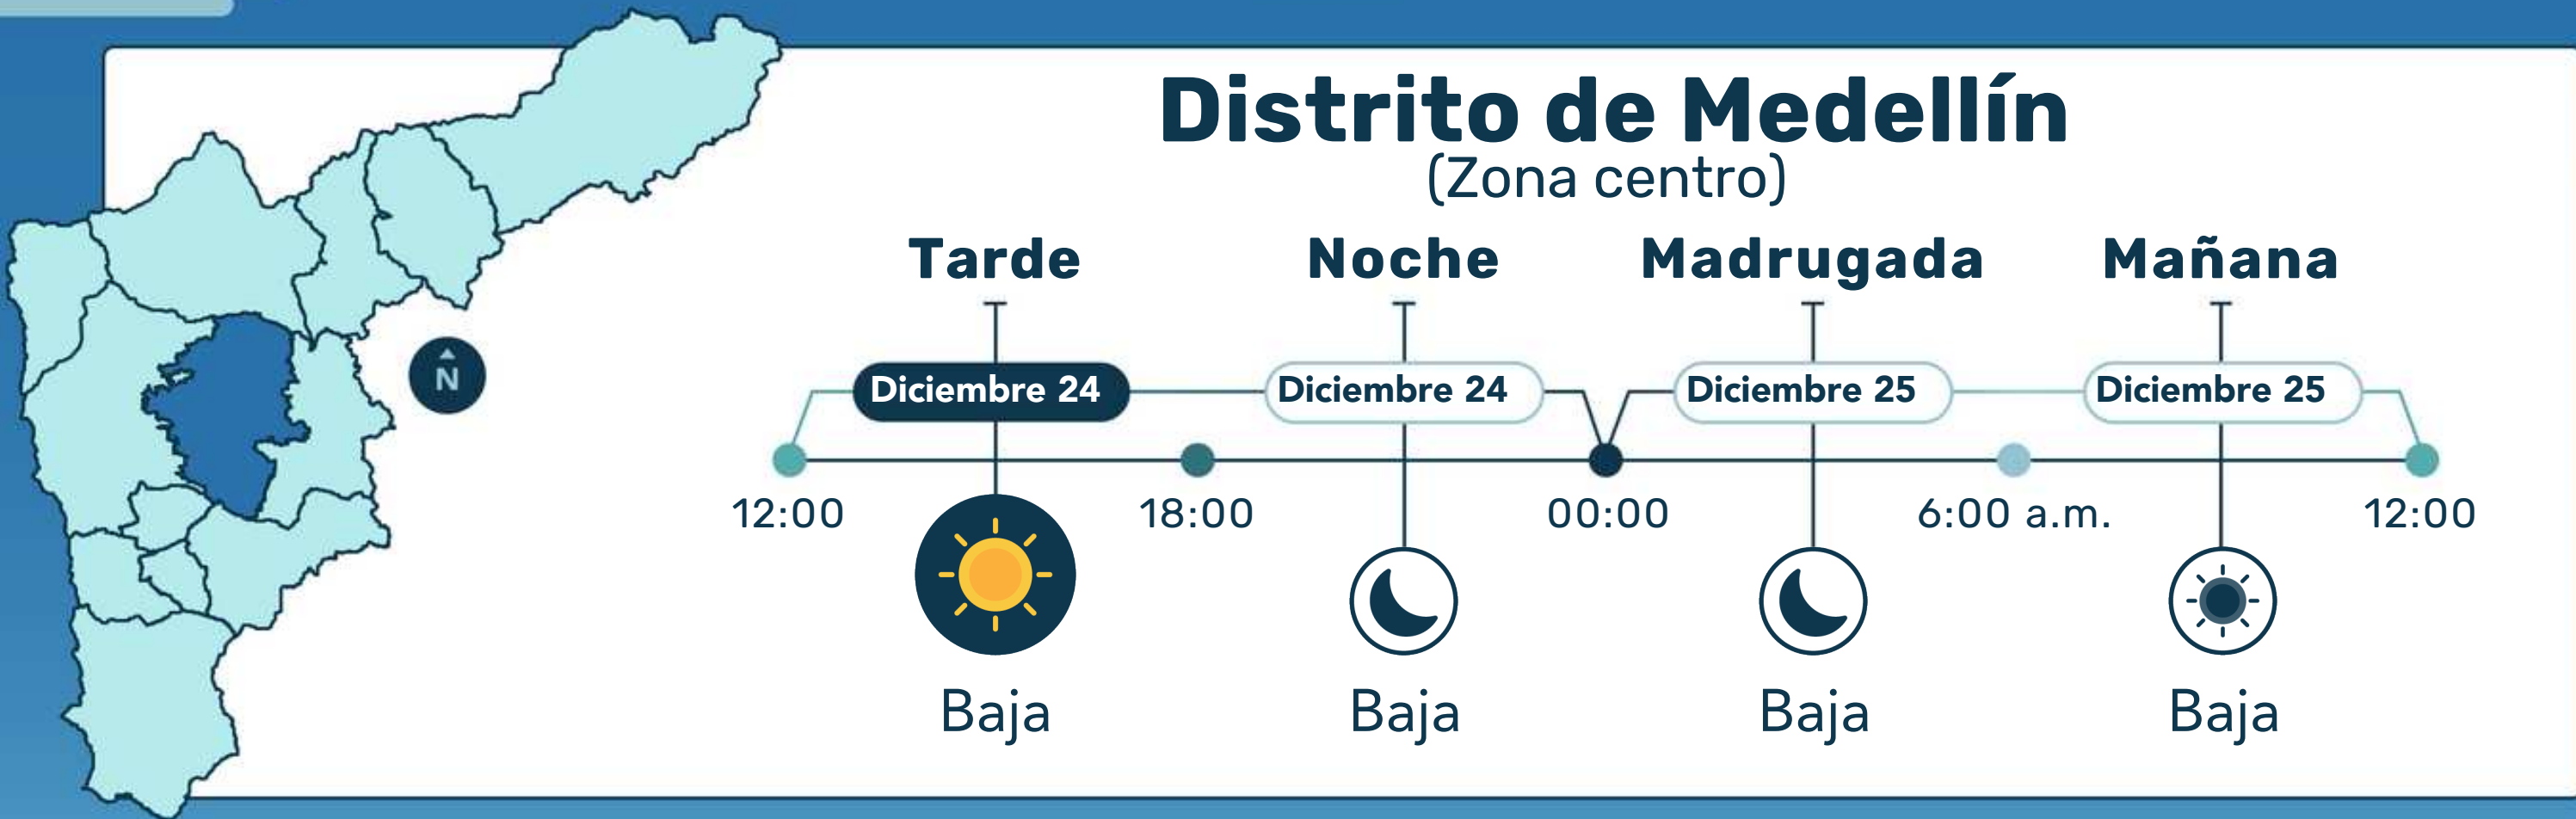 Distrito de Medellín
(Zona centro)
Tarde Noche Madrugada Mañana
N
Diciembre 24 Diciembre 24 Diciembre 25 Diciembre 25
12:00 18:00 00:00 6:00 a.m. 12:00
Baja Baja Baja Baja